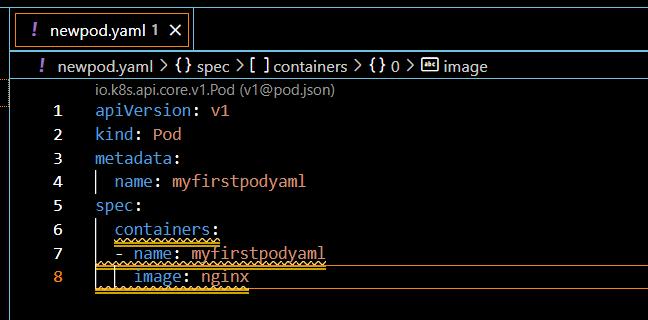 ! newpod.yaml 1 ×
! newpod.yaml > {} spec > [ ] containers > {} 0 > abc image
io.k8s.api.core.v1.Pod (v1@pod.json)
1 apiVersion: v1
2 kind: Pod
3 metadata:
4   name: myfirstpodyaml
5 spec:
6   containers:
7   - name: myfirstpodyaml
8     image: nginx